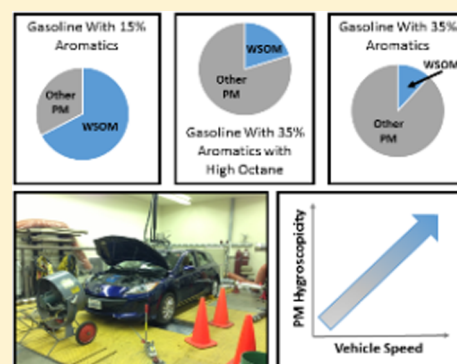 Gasoline With 15%
Aromatics
Other
PM
WSOM
WSOM
Other
PM
Gasoline With 35%
Aromatics with
High Octane
Gasoline With 35%
Aromatics
WSOM
Other
PM
PM Hygroscopicity
Vehicle Speed